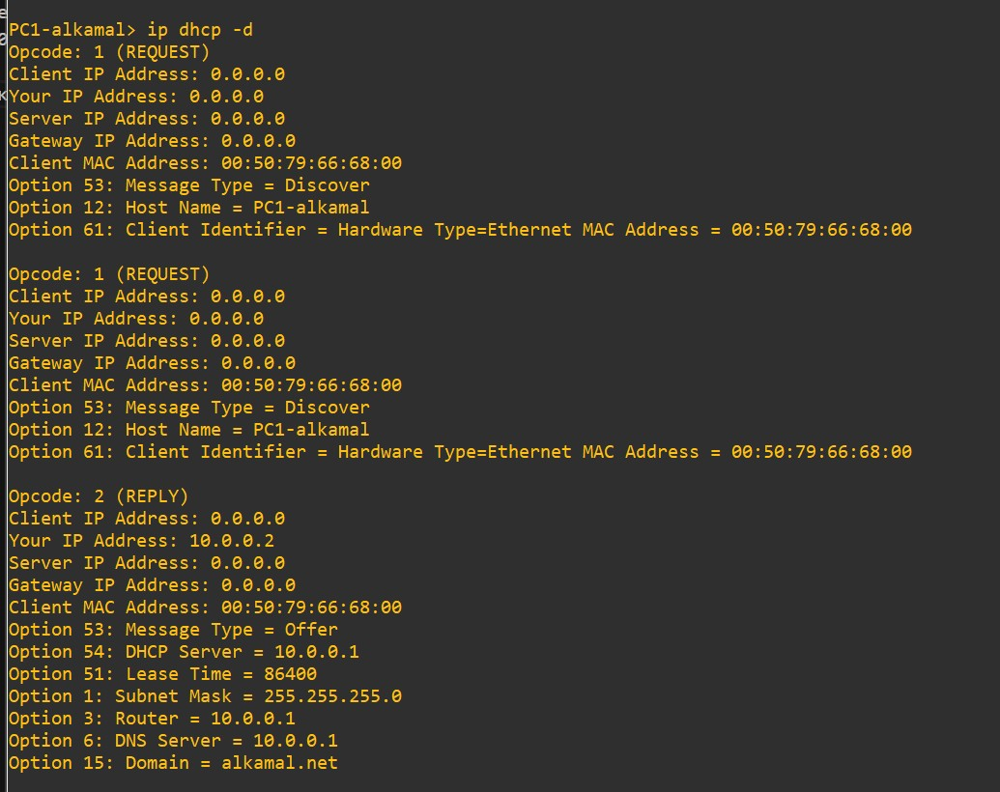 PC1-alkamal> ip dhcp -d
Opcode: 1 (REQUEST)
Client IP Address: 0.0.0.0
Your IP Address: 0.0.0.0
Server IP Address: 0.0.0.0
Gateway IP Address: 0.0.0.0
Client MAC Address: 00:50:79:66:68:00
Option 53: Message Type = Discover
Option 12: Host Name = PC1-alkamal
Option 61: Client Identifier = Hardware Type=Ethernet MAC Address = 00:50:79:66:68:00

Opcode: 1 (REQUEST)
Client IP Address: 0.0.0.0
Your IP Address: 0.0.0.0
Server IP Address: 0.0.0.0
Gateway IP Address: 0.0.0.0
Client MAC Address: 00:50:79:66:68:00
Option 53: Message Type = Discover
Option 12: Host Name = PC1-alkamal
Option 61: Client Identifier = Hardware Type=Ethernet MAC Address = 00:50:79:66:68:00

Opcode: 2 (REPLY)
Client IP Address: 0.0.0.0
Your IP Address: 10.0.0.2
Server IP Address: 0.0.0.0
Gateway IP Address: 0.0.0.0
Client MAC Address: 00:50:79:66:68:00
Option 53: Message Type = Offer
Option 54: DHCP Server = 10.0.0.1
Option 51: Lease Time = 86400
Option 1: Subnet Mask = 255.255.255.0
Option 3: Router = 10.0.0.1
Option 6: DNS Server = 10.0.0.1
Option 15: Domain = alkamal.net